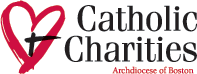 Catholic
Charities
Archdiocese of Boston